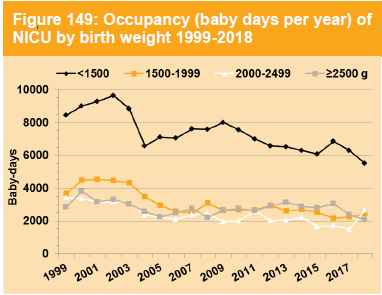 Figure 149: Occupancy (baby days per year) of
NICU by birth weight 1999-2018
<1500 1500-1999 2000-2499 ≥2500 g
10000
8000
6000
4000
2000
0
Baby-days
1999 2001 2003 2005 2007 2009 2011 2013 2015 2017